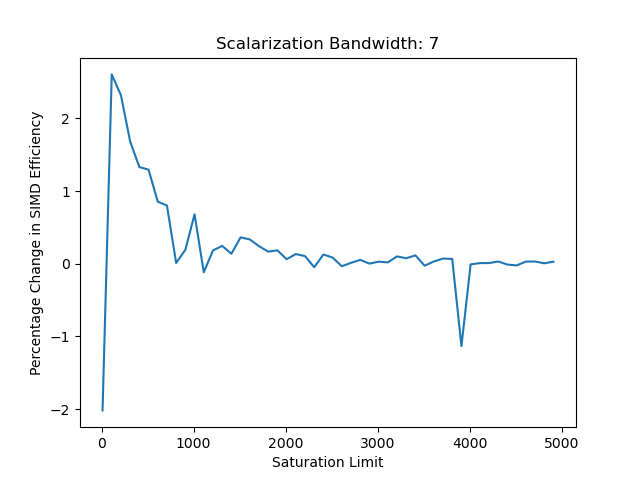 Scalarization Bandwidth: 7
Percentage Change in SIMD Efficiency
2
1
0
−1
−2
0 1000 2000 3000 4000 5000
Saturation Limit